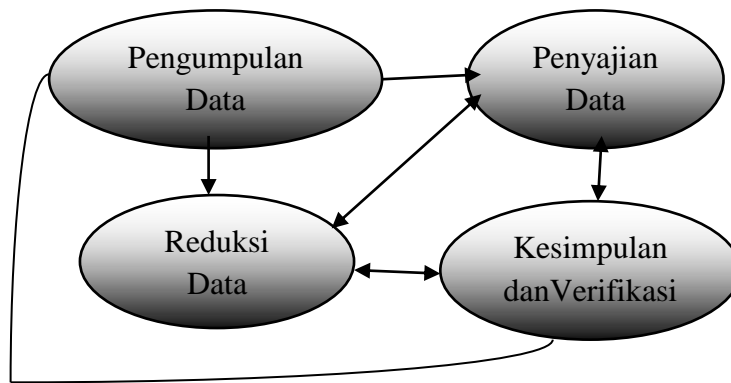 Pengumpulan
Data
Penyajian
Data
Reduksi
Data
Kesimpulan
danVerifikasi